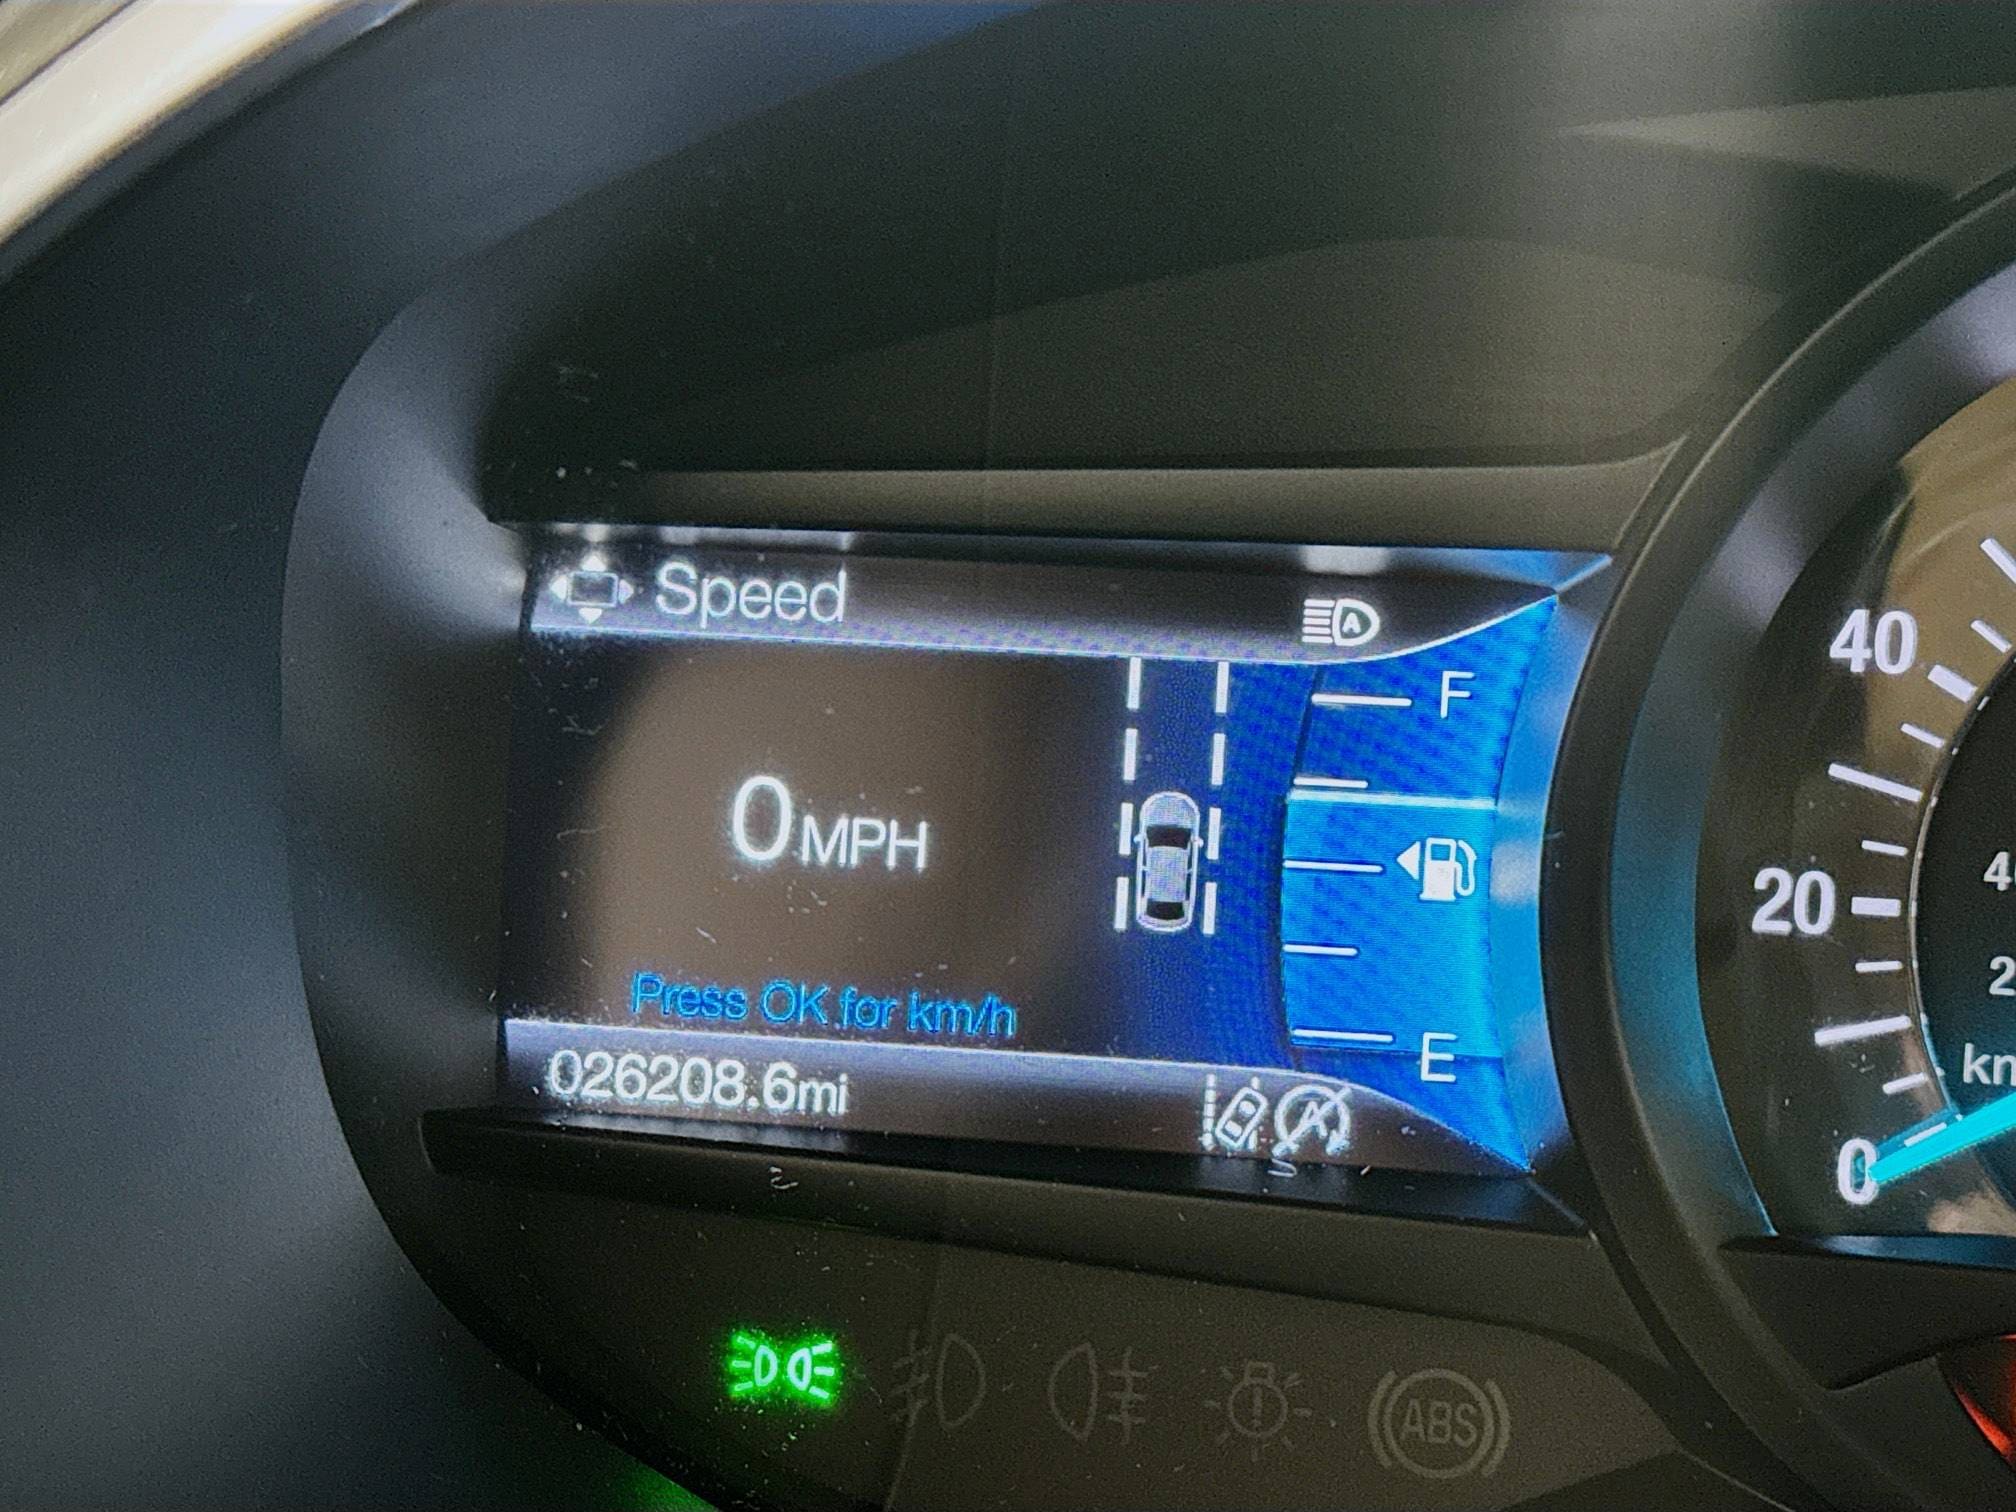 Speed
A
F
0 MPH
Press OK for km/h
E
026208.6mi
A
40
20
0
ABS